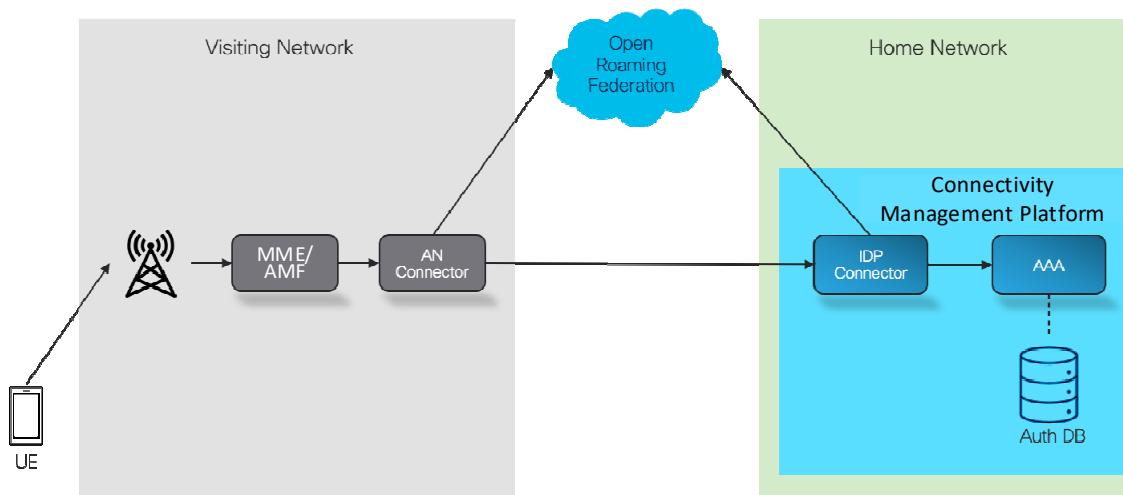 Visiting Network
Open
Roaming
Federation
Home Network
Connectivity
Management Platform
MME/
AMF
AN
Connector
IDP
Connector
AAA
Auth DB
UE